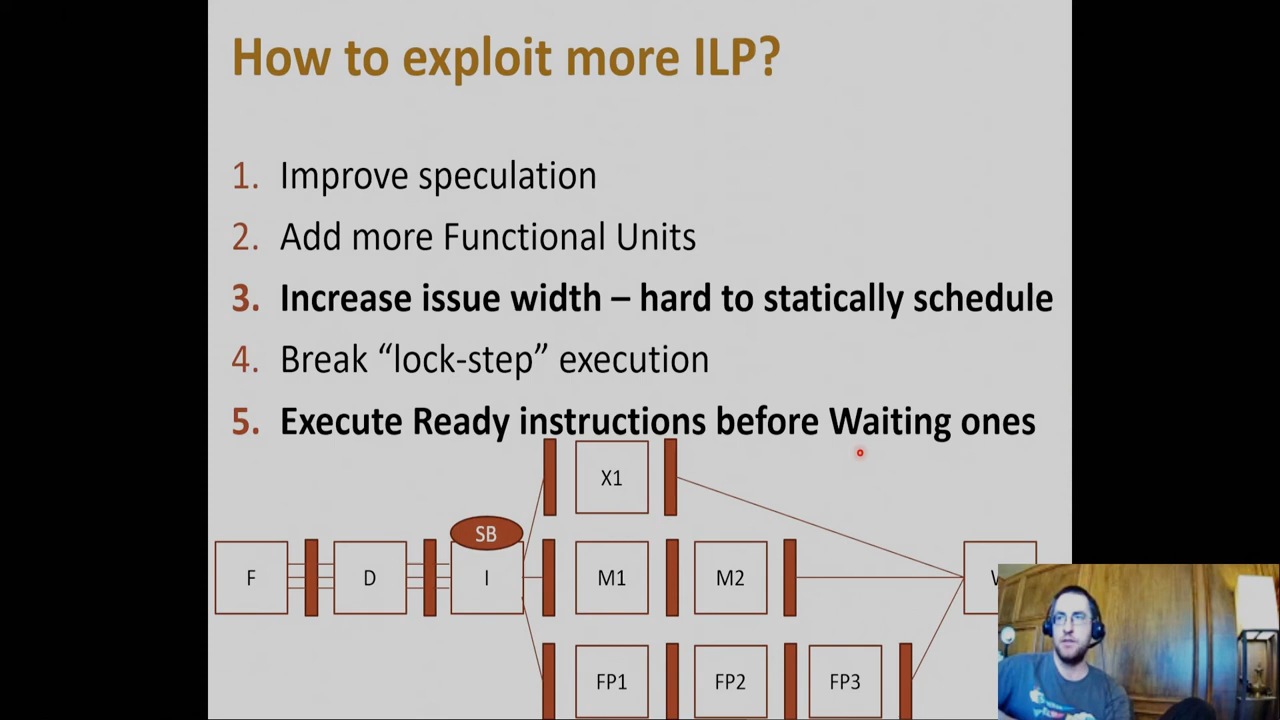 How to exploit more ILP?
1. Improve speculation
2. Add more Functional Units
3. Increase issue width – hard to statically schedule
4. Break “lock-step” execution
5. Execute Ready instructions before Waiting ones
X1
SB
F
D
I
M1
M2
FP1
FP2
FP3